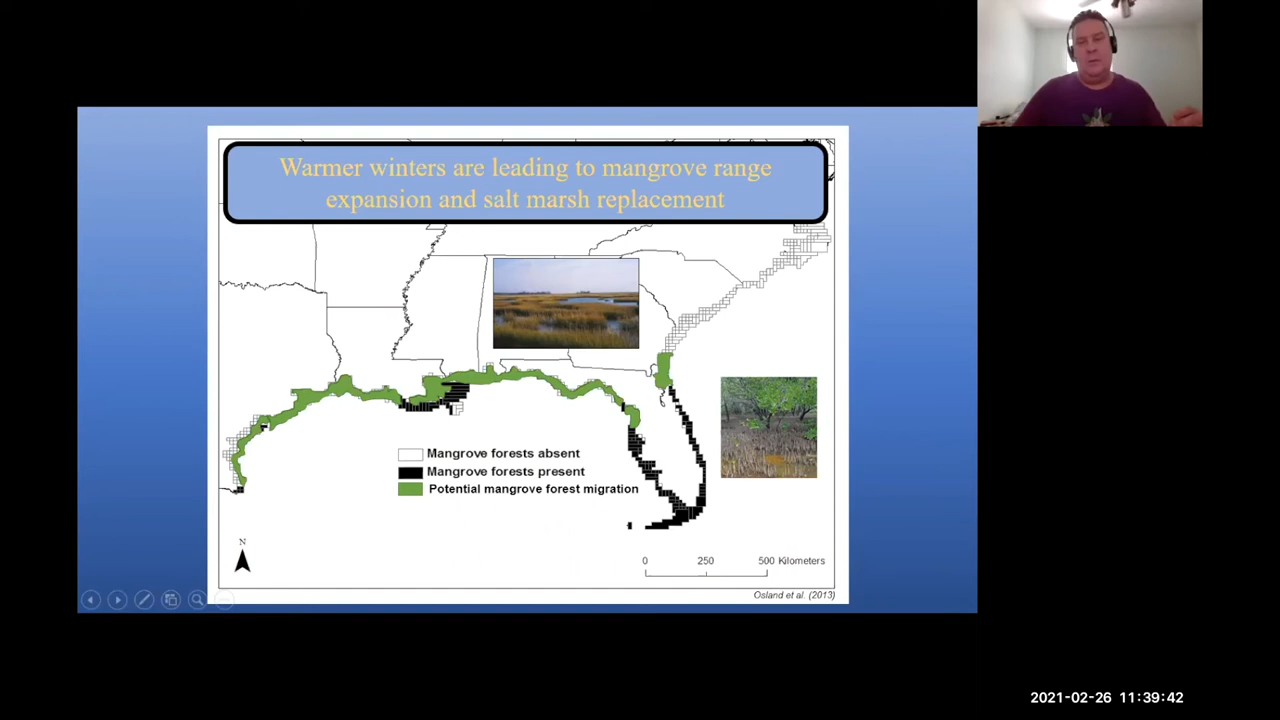 Warmer winters are leading to mangrove range
expansion and salt marsh replacement
Mangrove forests absent
Mangrove forests present
Potential mangrove forest migration
N
0 250 500 Kilometers
Osland et al. (2013)
2021-02-26 11:39:42